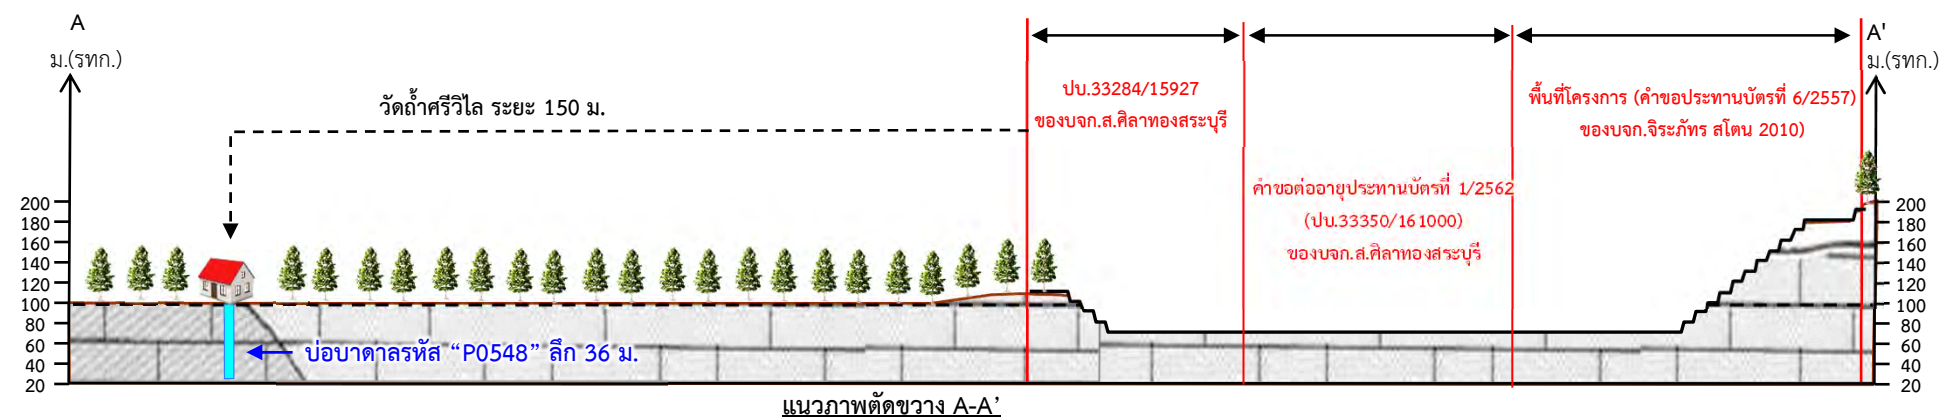 A
ม.(รทก.)
A'
ม.(รทก.)
วัดถ้ำศรีวิไล ระยะ 150 ม.
ปบ.33284/15927
ของบจก.ส.ศิลาทองสระบุรี
คำขอต่ออายุประทานบัตรที่ 1/2562
(ปบ.33350/161000)
ของบจก.ส.ศิลาทองสระบุรี
พื้นที่โครงการ (คำขอประทานบัตรที่ 6/2557)
ของบจก.จิระภัทร สโตน 2010)
200
180
160
140
120
100
80
60
40
20
200
180
160
140
120
100
80
60
40
20
บ่อบาดาลรหัส “P0548” ลึก 36 ม.
แนวภาพตัดขวาง A-A’